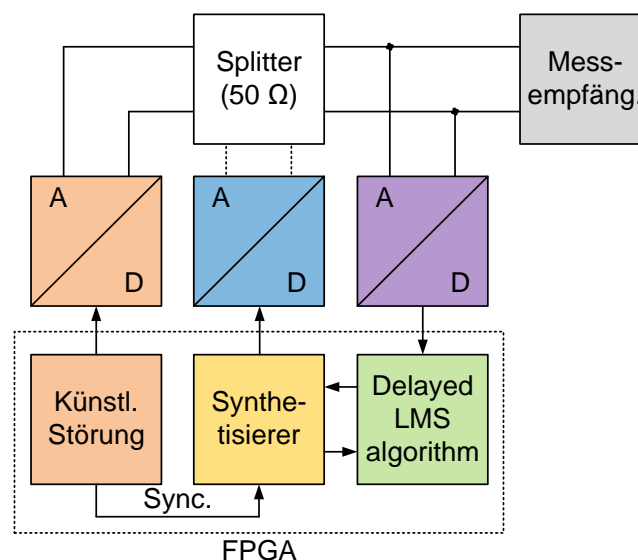 Splitter
(50 Ω)
Mess-
empfäng.
A
D
A
D
A
D
Künstl.
Störung
Synthe-
tisierer
Delayed
LMS
algorithm
Sync.
FPGA